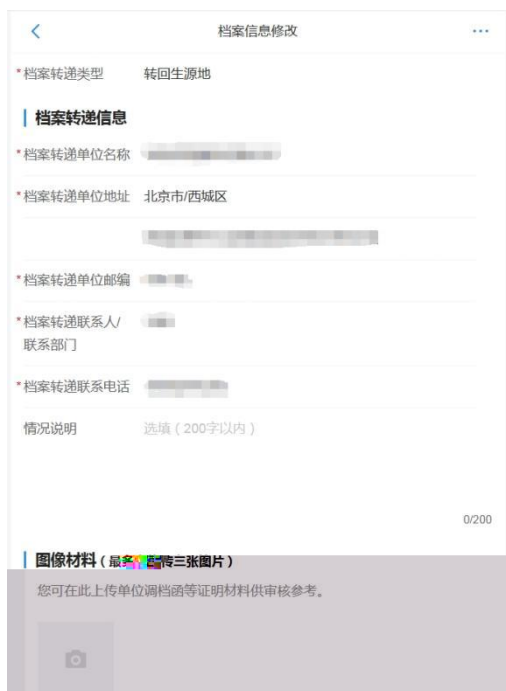 档案信息修改
*档案转递类型 转回生源地
档案转递信息
*档案转递单位名称
*档案转递单位地址 北京市/西城区
*档案转递单位邮编
*档案转递联系人/
联系部门
*档案转递联系电话
情况说明 选填(200字以内)
0/200
图像材料(最多 传三张图片)
您可在此上传单位调档函等证明材料供审核参考。